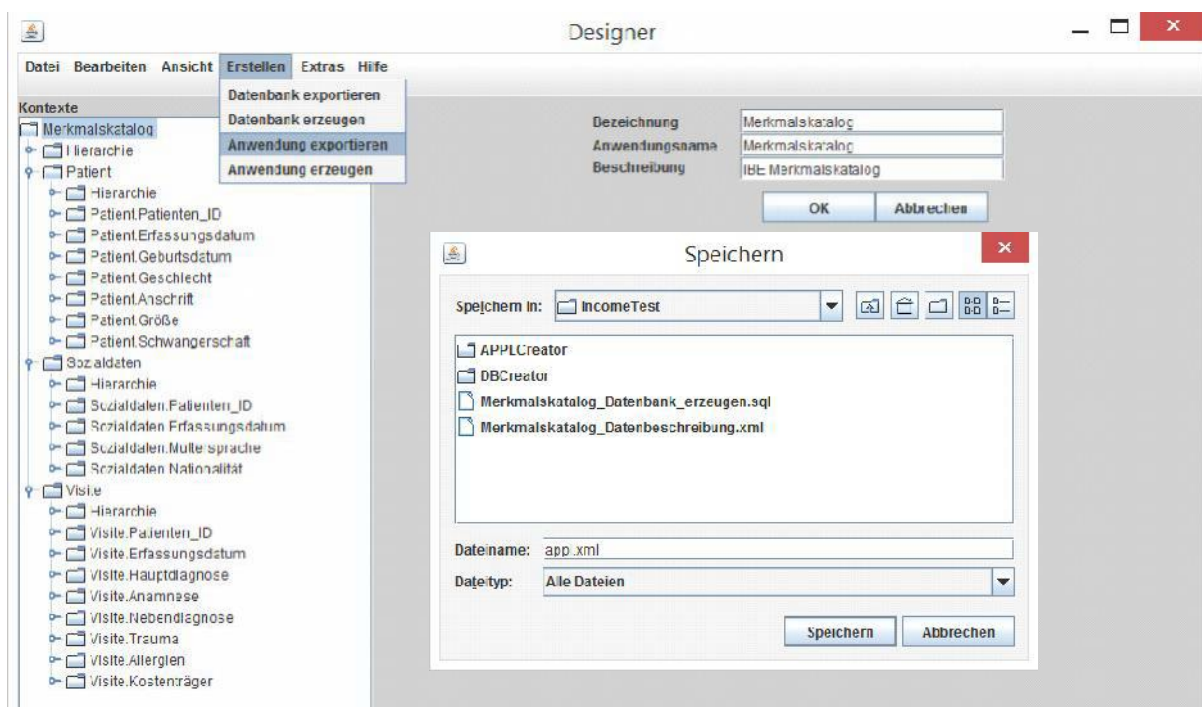 Designer
Datei Bearbeiten Ansicht Erstellen Extras Hilfe
Datenbank exportieren
Datenbank erzeugen
Anwendung exportieren
Anwendung erzeugen
Kontexte
Merkmalskatalog
Hierarchie
Patient
Hierarchie
Patient.Patienten_ID
Patient.Erfassungsdatum
Patient.Geburtsdatum
Patient.Geschlecht
Patient.Anschrift
Patient.Größe
Patient.Schwangerschaft
Sozialdaten
Hierarchie
Sozialdaten.Patienten_ID
Sozialdaten.Erfassungsdatum
Sozialdaten.Muttersprache
Sozialdaten.Nationalität
Visite
Hierarchie
Visite.Patienten_ID
Visite.Erfassungsdatum
Visite.Hauptdiagnose
Visite.Anamnese
Visite.Nebendiagnose
Visite.Trauma
Visite.Allergien
Visite.Kostenträger
Bezeichnung Merkmalskatalog
Anwendungsname Merkmalskatalog
Beschreibung IBE Merkmalskatalog
OK Abbrechen
Speichern
Speichern in: IncomeTest
APPLCreator
DBCreator
Merkmalskatalog_Datenbank_erzeugen.sql
Merkmalskatalog_Datenbeschreibung.xml
Dateiname: appl.xml
Dateityp: Alle Dateien
Speichern Abbrechen